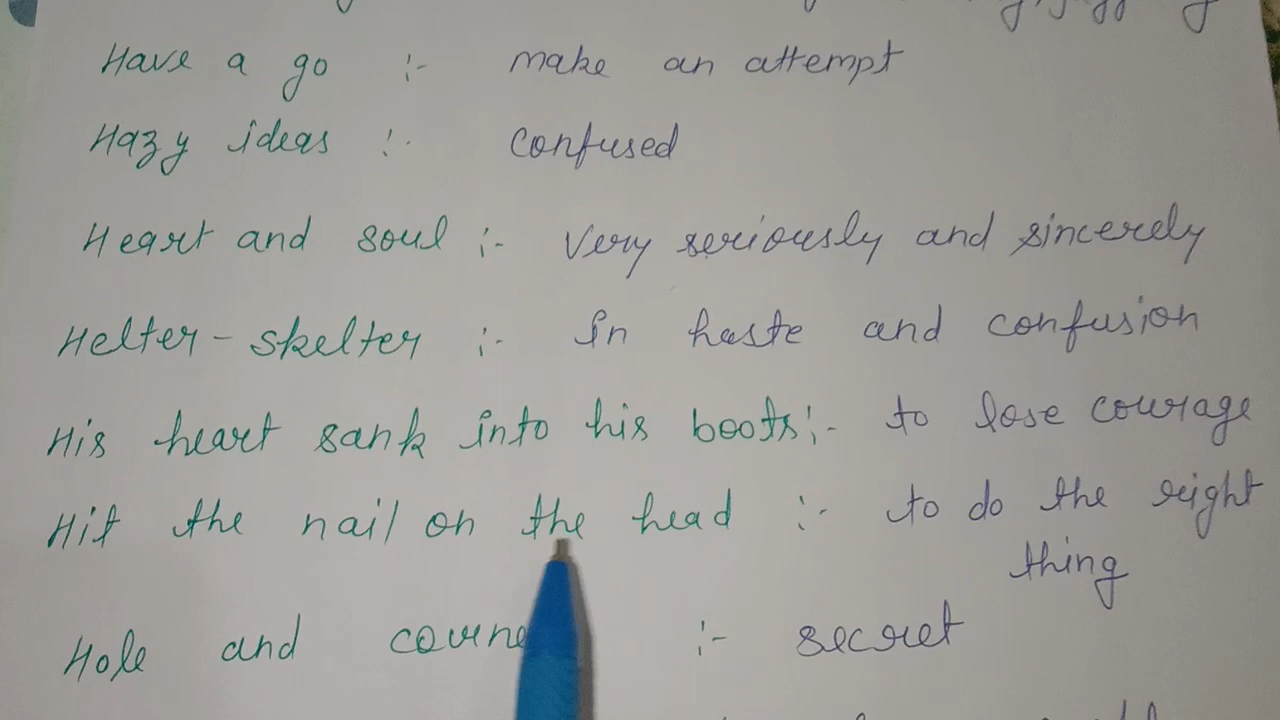 Have a go :- make an attempt
Hazy ideas :- Confused
Heart and soul :- Very seriously and sincerely
Helter-skelter :- In haste and confusion
His heart sank into his boots :- to lose courage
Hit the nail on the head :- to do the right
thing
Hole and :- secret